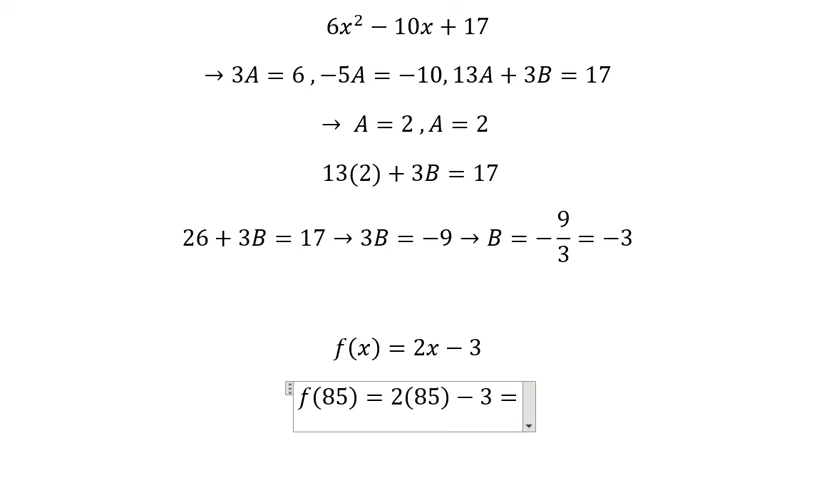 6x² − 10x + 17
→ 3A = 6 , −5A = −10, 13A + 3B = 17
→ A = 2 , A = 2
13(2) + 3B = 17
26 + 3B = 17 → 3B = −9 → B = −9/3 = −3
f(x) = 2x − 3
f(85) = 2(85) − 3 =